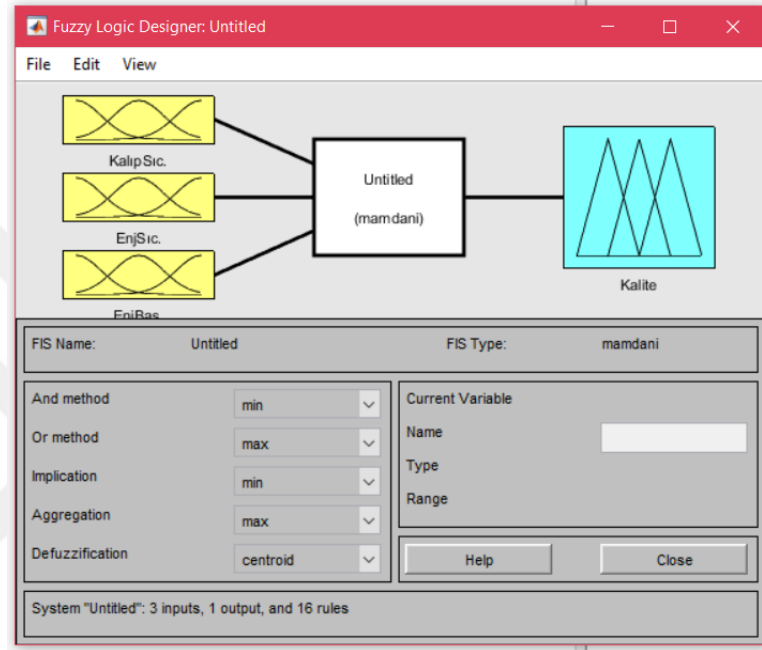 Fuzzy Logic Designer: Untitled
File Edit View
KalıpSıc.
EnjSıc.
EnjBas.
Untitled
(mamdani)
Kalite
FIS Name: Untitled FIS Type: mamdani
And method min
Or method max
Implication min
Aggregation max
Defuzzification centroid
Current Variable
Name
Type
Range
Help Close
System "Untitled": 3 inputs, 1 output, and 16 rules